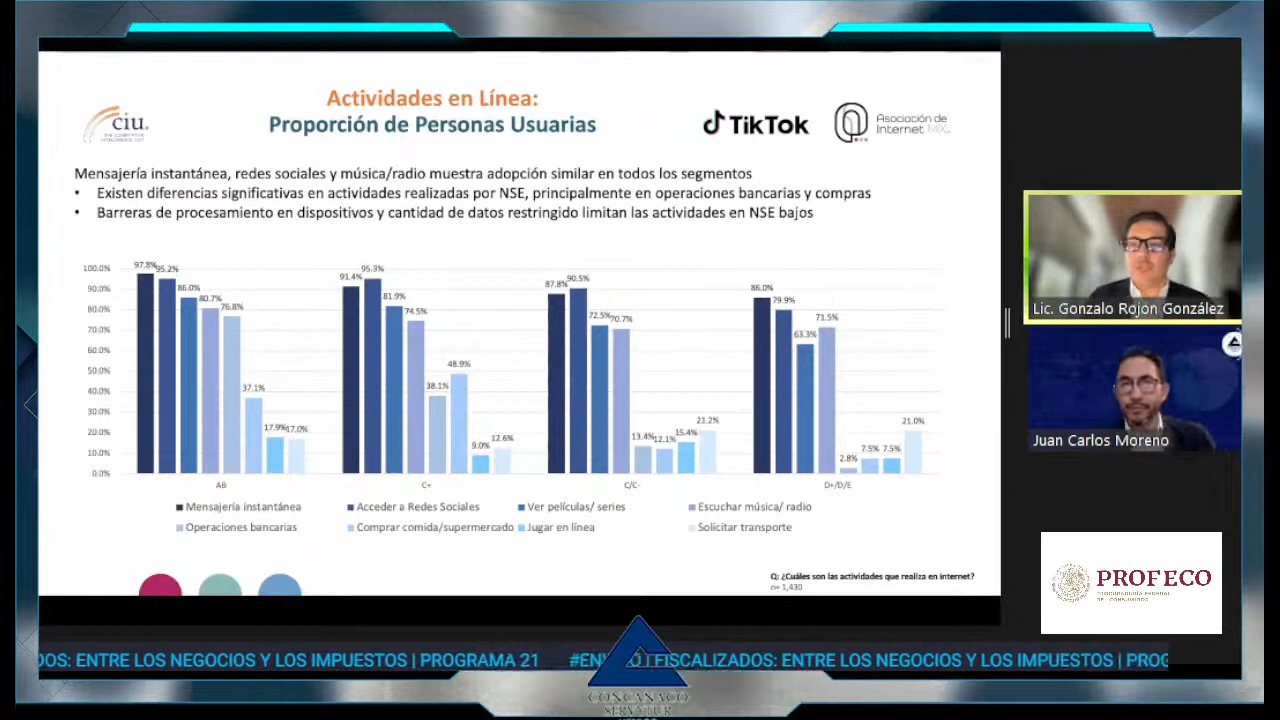 Actividades en Línea:
Proporción de Personas Usuarias
ciu.
TikTok
Asociación de
Internet MX
Mensajería instantánea, redes sociales y música/radio muestra adopción similar en todos los segmentos
• Existen diferencias significativas en actividades realizadas por NSE, principalmente en operaciones bancarias y compras
• Barreras de procesamiento en dispositivos y cantidad de datos restringido limitan las actividades en NSE bajos
100.0%
90.0%
80.0%
70.0%
60.0%
50.0%
40.0%
30.0%
20.0%
10.0%
0.0%
97.8% 95.2% 86.0% 80.7% 76.8% 37.1% 17.9% 17.0%
91.4% 95.3% 81.9% 74.5% 38.1% 48.9% 9.0% 12.6%
87.8% 90.5% 72.5% 70.7% 13.4% 12.1% 15.4% 21.2%
86.0% 79.9% 63.3% 71.5% 2.8% 7.5% 7.5% 21.0%
AB C+ C/C- D+/D/E
Mensajería instantánea Acceder a Redes Sociales Ver películas/ series Escuchar música/ radio
Operaciones bancarias Comprar comida/supermercado Jugar en línea Solicitar transporte
Q: ¿Cuáles son las actividades que realiza en internet?
n= 1,430
Lic. Gonzalo Rojon González
Juan Carlos Moreno
PROFECO
PROCURADURÍA FEDERAL
DEL CONSUMIDOR
DOS: ENTRE LOS NEGOCIOS Y LOS IMPUESTOS | PROGRAMA 21 FISCALIZADOS: ENTRE LOS NEGOCIOS Y LOS IMPUESTOS | PROG
CONCANACO
SERVYTUR